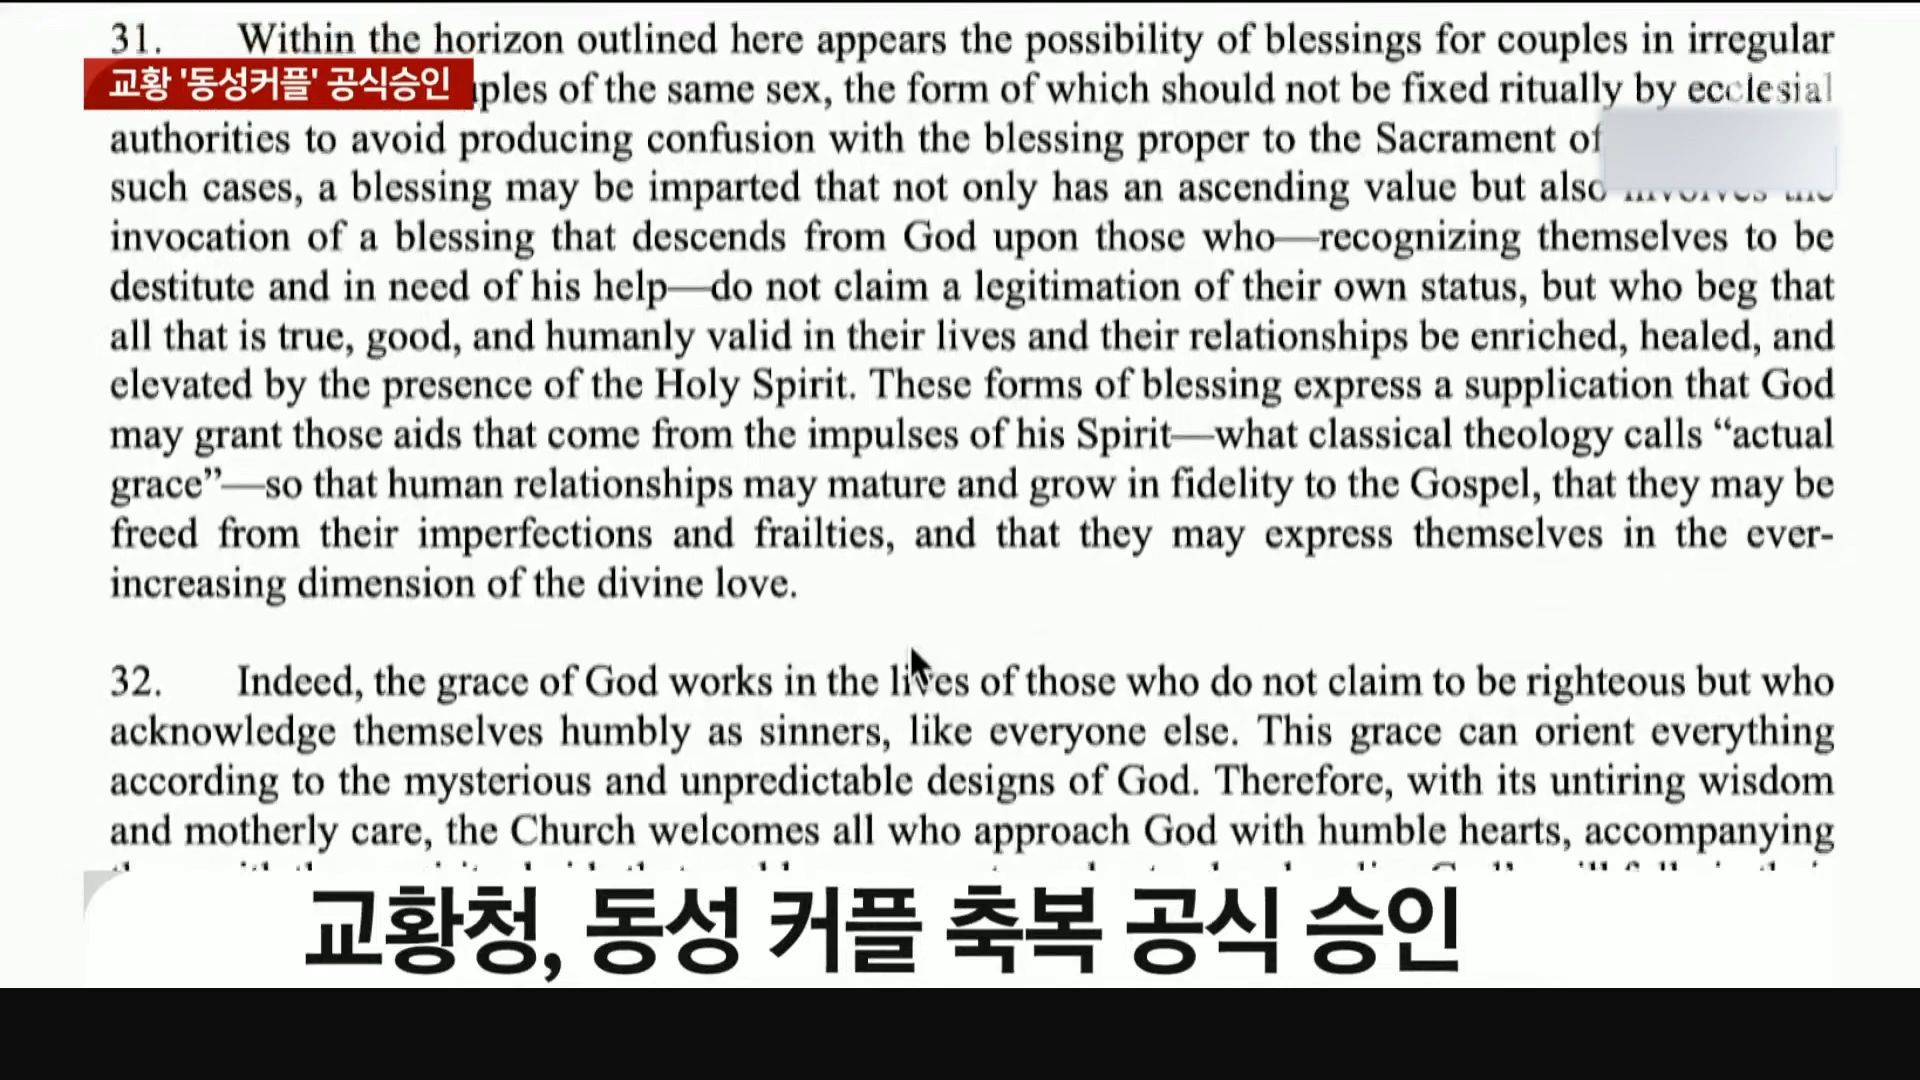 31. Within the horizon outlined here appears the possibility of blessings for couples in irregular
교황 '동성커플' 공식승인
ples of the same sex, the form of which should not be fixed ritually by ecclesial
authorities to avoid producing confusion with the blessing proper to the Sacrament of
such cases, a blessing may be imparted that not only has an ascending value but also
invocation of a blessing that descends from God upon those who—recognizing themselves to be
destitute and in need of his help—do not claim a legitimation of their own status, but who beg that
all that is true, good, and humanly valid in their lives and their relationships be enriched, healed, and
elevated by the presence of the Holy Spirit. These forms of blessing express a supplication that God
may grant those aids that come from the impulses of his Spirit—what classical theology calls “actual
grace”—so that human relationships may mature and grow in fidelity to the Gospel, that they may be
freed from their imperfections and frailties, and that they may express themselves in the ever-
increasing dimension of the divine love.
32. Indeed, the grace of God works in the lives of those who do not claim to be righteous but who
acknowledge themselves humbly as sinners, like everyone else. This grace can orient everything
according to the mysterious and unpredictable designs of God. Therefore, with its untiring wisdom
and motherly care, the Church welcomes all who approach God with humble hearts, accompanying
교황청, 동성 커플 축복 공식 승인